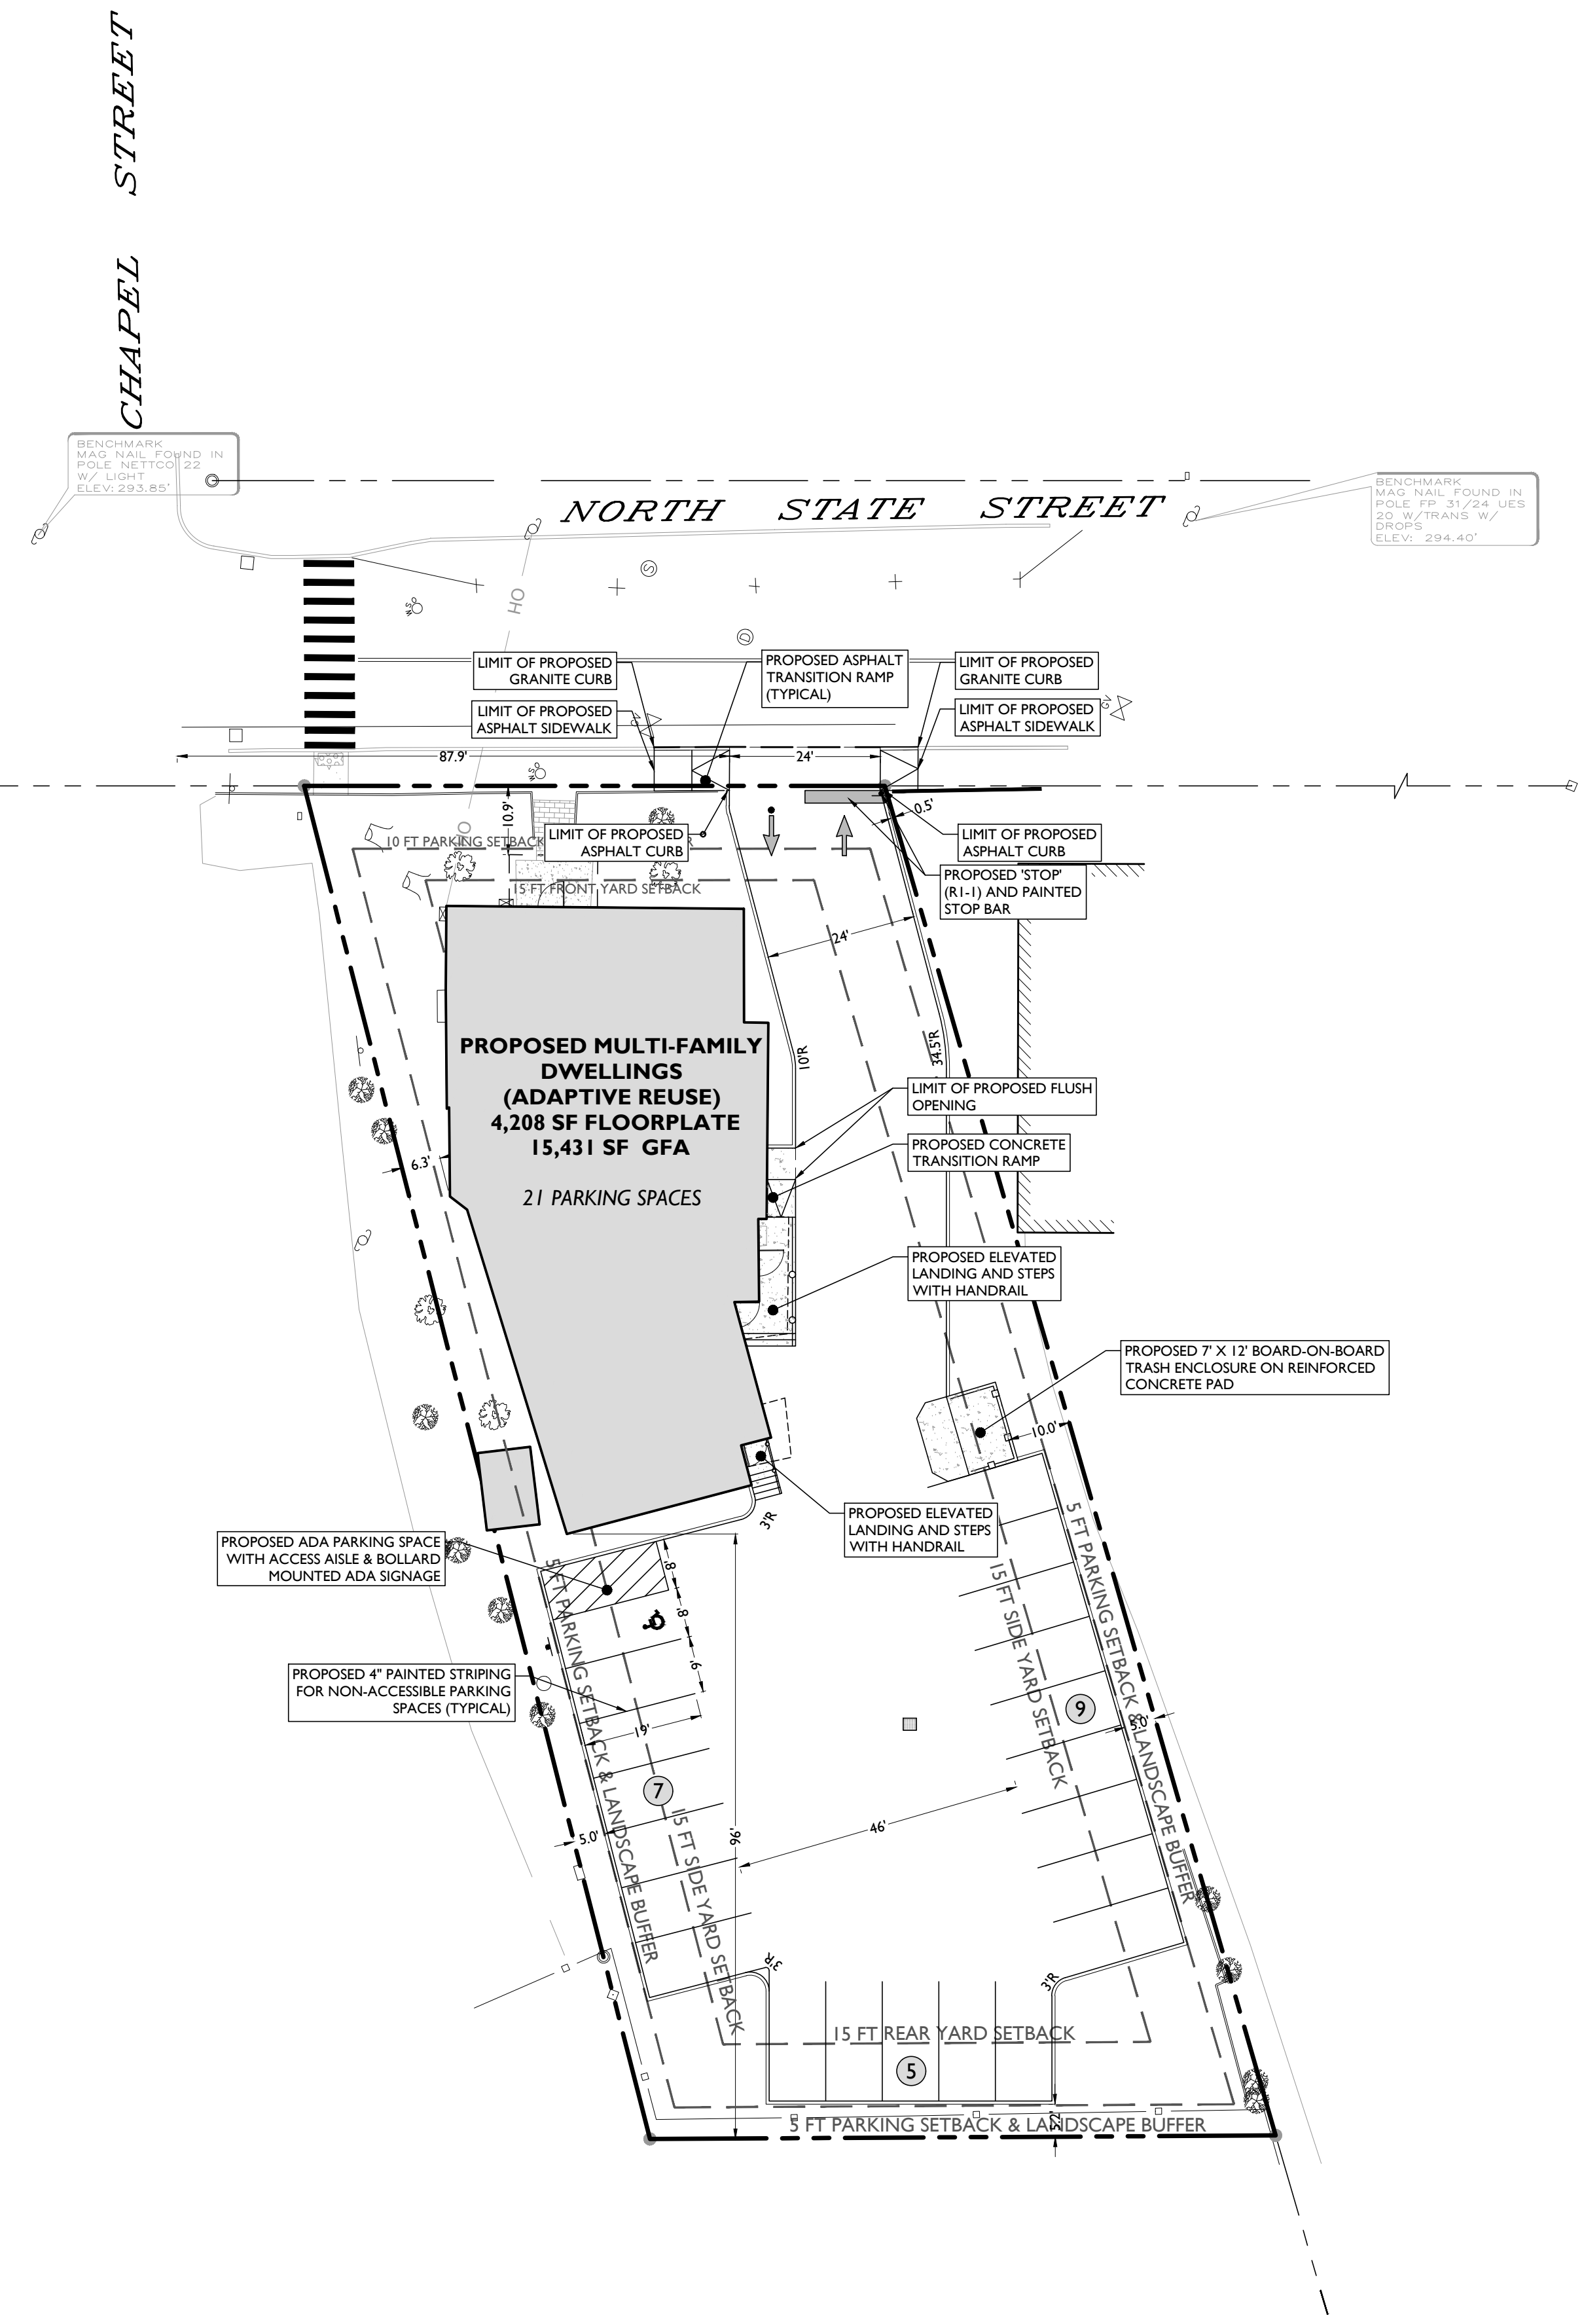 CHAPEL STREET
BENCHMARK
MAG NAIL FOUND IN
POLE NETTCO 22
W/ LIGHT
ELEV: 293.85'
NORTH STATE STREET
BENCHMARK
MAG NAIL FOUND IN
POLE FP 31/24 UES
20 W/TRANS W/
DROPS
ELEV: 294.40'
S
HO
WSO
D
LIMIT OF PROPOSED
GRANITE CURB
PROPOSED ASPHALT
TRANSITION RAMP
(TYPICAL)
LIMIT OF PROPOSED
GRANITE CURB
LIMIT OF PROPOSED
ASPHALT SIDEWALK
GV
LIMIT OF PROPOSED
ASPHALT SIDEWALK
GV
87.9'
24'
WSO
10.9'
HO
0.5'
10 FT PARKING SETBACK
LIMIT OF PROPOSED
ASPHALT CURB
LIMIT OF PROPOSED
ASPHALT CURB
15 FT FRONT YARD SETBACK
PROPOSED 'STOP'
(R1-1) AND PAINTED
STOP BAR
24'
PROPOSED MULTI-FAMILY
DWELLINGS
(ADAPTIVE REUSE)
4,208 SF FLOORPLATE
15,431 SF GFA
21 PARKING SPACES
10'R
34.5'R
LIMIT OF PROPOSED FLUSH
OPENING
PROPOSED CONCRETE
TRANSITION RAMP
6.3'
PROPOSED ELEVATED
LANDING AND STEPS
WITH HANDRAIL
PROPOSED 7' X 12' BOARD-ON-BOARD
TRASH ENCLOSURE ON REINFORCED
CONCRETE PAD
10.0'
PROPOSED ELEVATED
LANDING AND STEPS
WITH HANDRAIL
3'R
PROPOSED ADA PARKING SPACE
WITH ACCESS AISLE & BOLLARD
MOUNTED ADA SIGNAGE
8'
8'
9'
5 FT PARKING SETBACK & LANDSCAPE BUFFER
15 FT SIDE YARD SETBACK
5 FT PARKING SETBACK & LANDSCAPE BUFFER
PROPOSED 4" PAINTED STRIPING
FOR NON-ACCESSIBLE PARKING
SPACES (TYPICAL)
19'
9
5.0'
7
46'
96'
5.0'
15 FT SIDE YARD SETBACK
3'R
3'R
15 FT REAR YARD SETBACK
5
5.2'
5 FT PARKING SETBACK & LANDSCAPE BUFFER